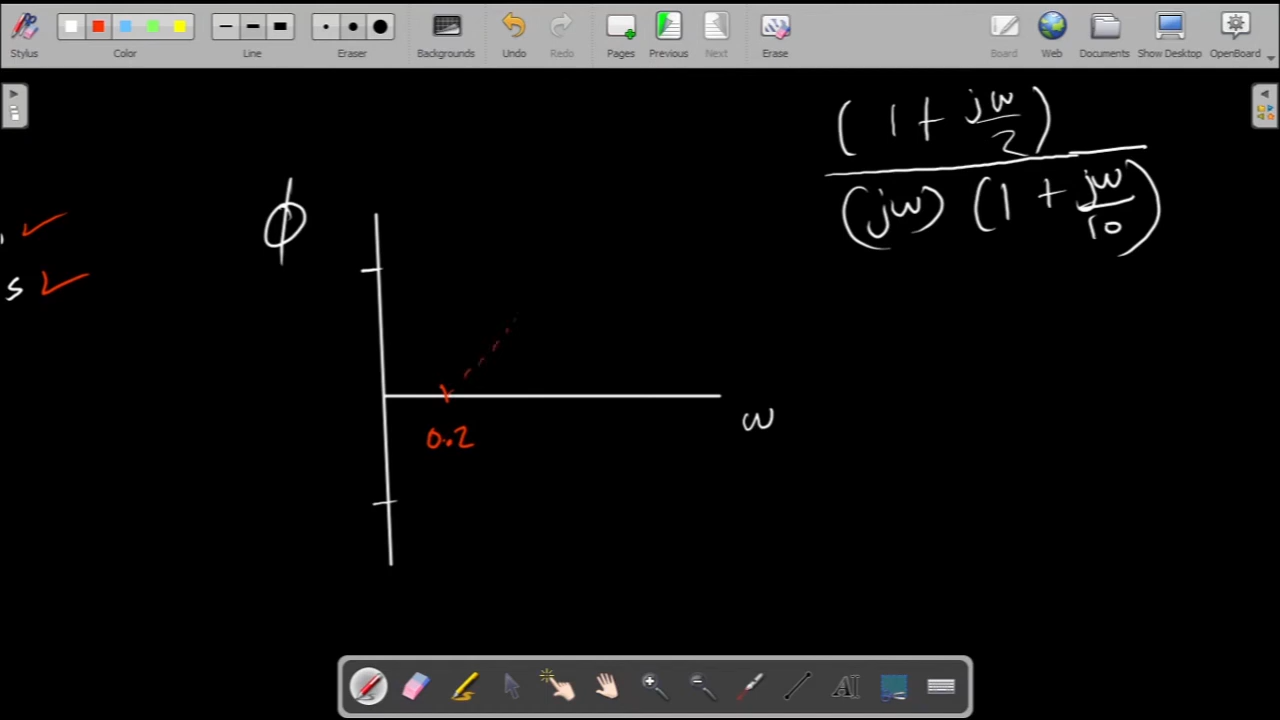 Stylus Color Line Eraser Backgrounds Undo Redo Pages Previous Next Erase Board Web Documents Show Desktop OpenBoard
(1 + jω/2)
(jω) (1 + jω/10)
ϕ
s
ω
0.2
AI